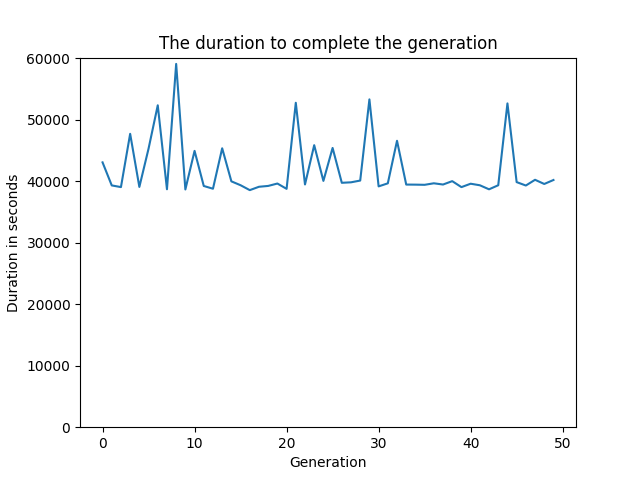 The duration to complete the generation
60000
50000
40000
30000
20000
10000
0
Duration in seconds
0 10 20 30 40 50
Generation